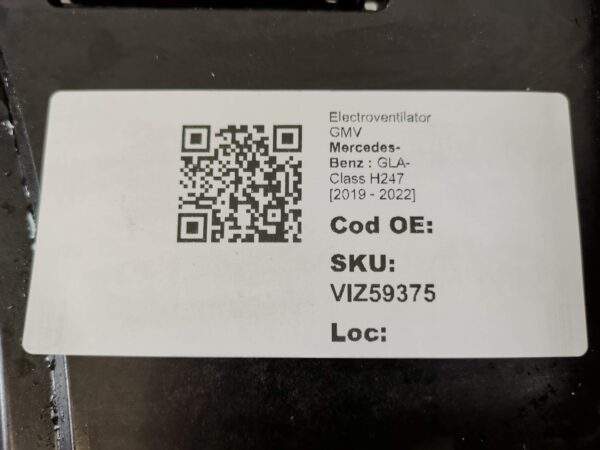 Electroventilator
GMV
Mercedes-
Benz : GLA-
Class H247
[2019 - 2022]
Cod OE:
SKU:
VIZ59375
Loc: